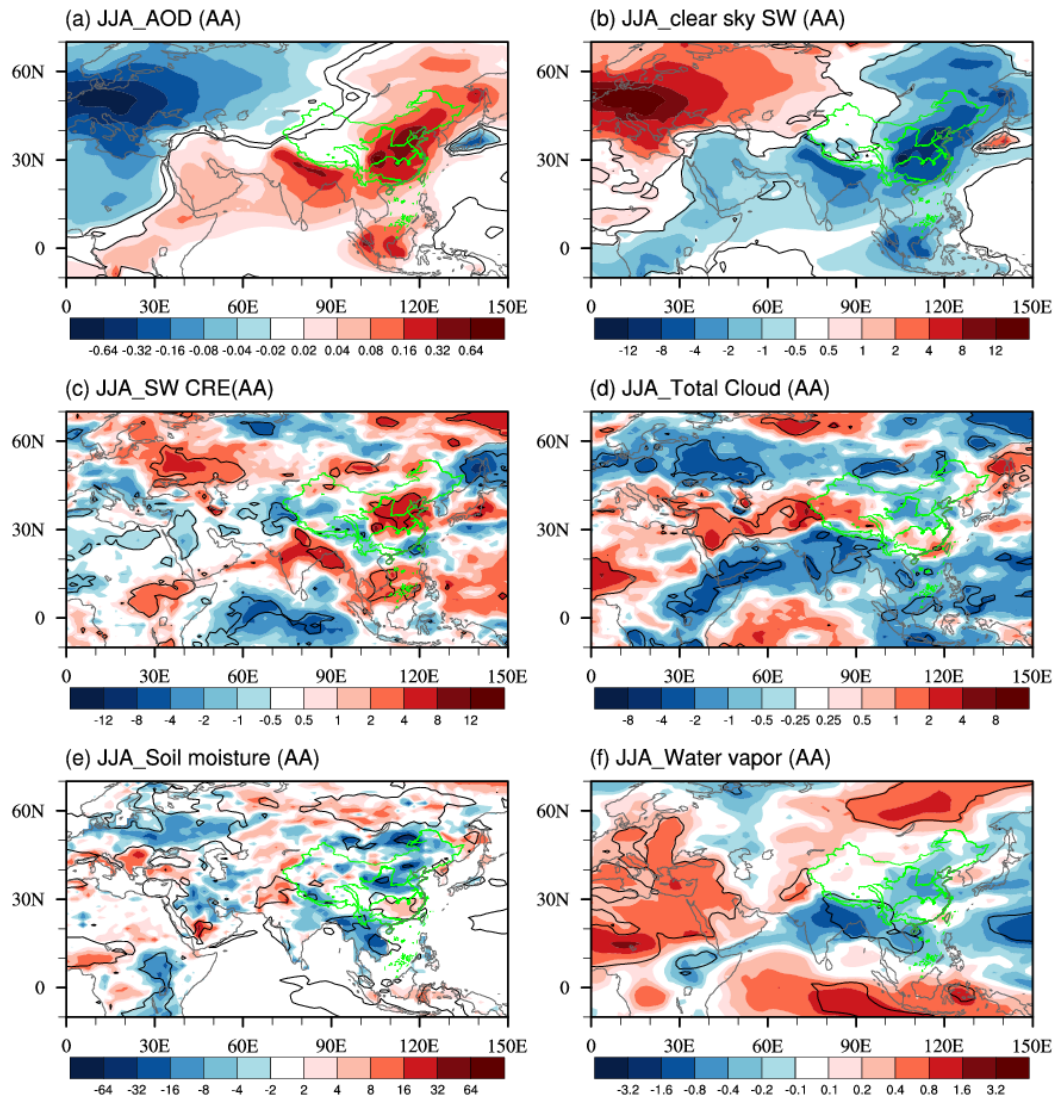 (a) JJA_AOD (AA)
(b) JJA_clear sky SW (AA)
60N
30N
0
0 30E 60E 90E 120E 150E
-0.64 -0.32 -0.16 -0.08 -0.04 -0.02 0.02 0.04 0.08 0.16 0.32 0.64
60N
30N
0
0 30E 60E 90E 120E 150E
-12 -8 -4 -2 -1 -0.5 0.5 1 2 4 8 12
(c) JJA_SW CRE(AA)
(d) JJA_Total Cloud (AA)
60N
30N
0
0 30E 60E 90E 120E 150E
-12 -8 -4 -2 -1 -0.5 0.5 1 2 4 8 12
60N
30N
0
0 30E 60E 90E 120E 150E
-8 -4 -2 -1 -0.5 -0.25 0.25 0.5 1 2 4 8
(e) JJA_Soil moisture (AA)
(f) JJA_Water vapor (AA)
60N
30N
0
0 30E 60E 90E 120E 150E
-64 -32 -16 -8 -4 -2 2 4 8 16 32 64
60N
30N
0
0 30E 60E 90E 120E 150E
-3.2 -1.6 -0.8 -0.4 -0.2 -0.1 0.1 0.2 0.4 0.8 1.6 3.2